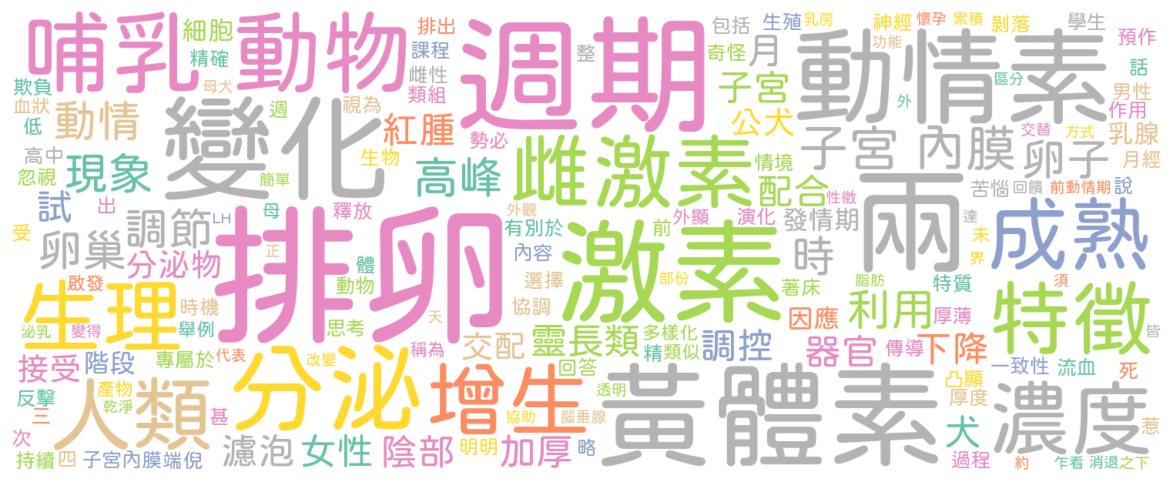 哺乳動物 細胞 排出 週期 整 包括 生殖 乳房 神經 懷孕 累積 剝落 學生
精確 課程 奇怪 月 動情素 功能 區分 預作
欺負 母犬 雌性 子宮 外 話
血狀 動情 週 視為 類組 公犬 男性
低 變化 紅腫 勢必 子宮內膜 交替 方式 作用 乳腺
高中 現象 生物 高峰 雌激素 情境 卵子 月經
忽視 簡單 配合 苦惱 回饋 前動情期 說
試 出 調節 LH 母 釋放 外觀 外顯 演化 性徵 發情期 兩 達 成熟
受 卵巢 排卵 正 有別於 前 激素 時 未
分泌物 體 內容 界
啟發 生理 動物 選擇 部份 著床 脂肪 特質 須 特徵
時機 天 協調 利用 厚薄
泌乳 變得 舉例 思考 多樣化 因應 皆
接受 階段 專屬於 代表 稱為 交配 靈長類 精 類似 調控 器官 傳導 下降 一致性 流血
反擊 產物 改變 分泌 增生 回答 透明 凸顯 死
三 乾淨 人類 甚 協助 腦垂腺 黃體素 厚度 濃度 惹
次 濾泡 女性 陰部 明明 加厚 略 犬
持續 四 子宮內膜 端倪 過程 約 乍看 消退 之下